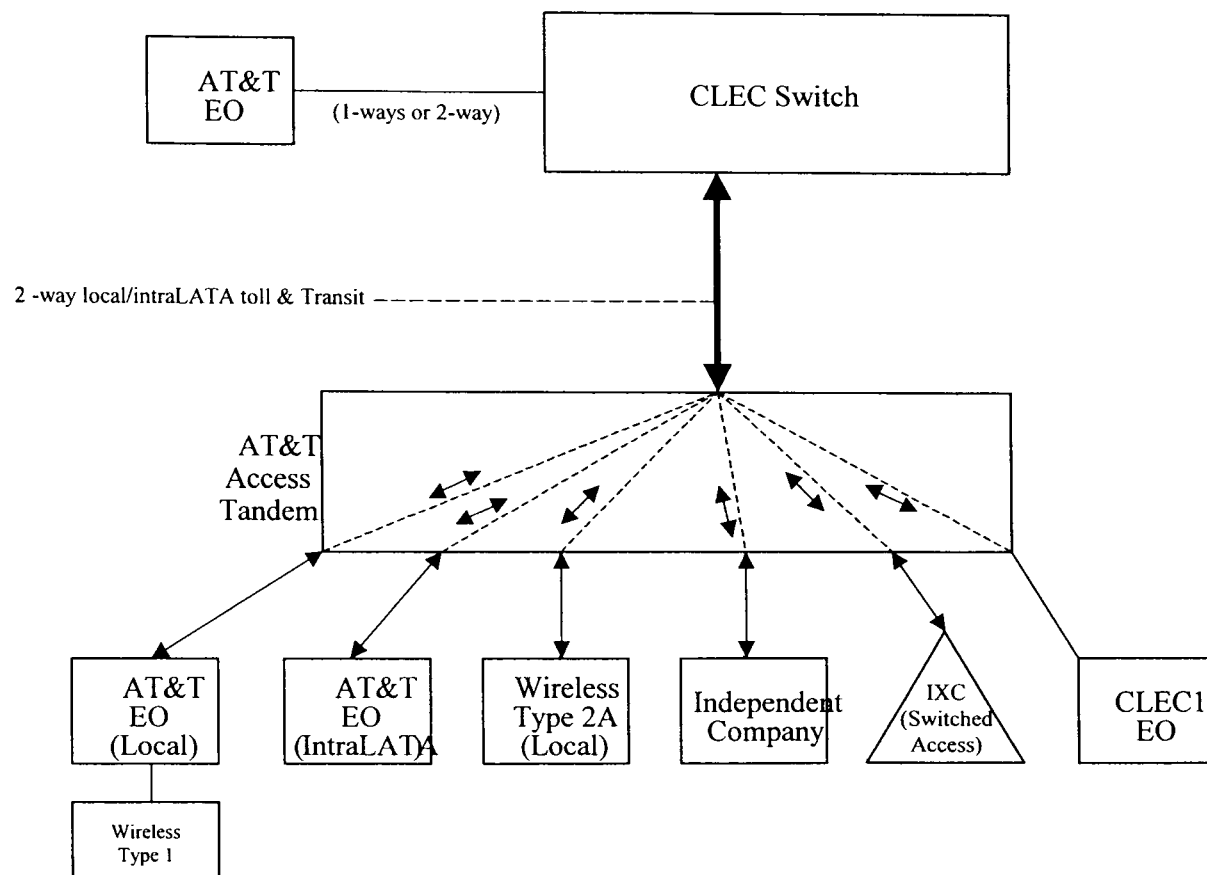 AT&T
EO
(1-ways or 2-way)
CLEC Switch
2 -way local/intraLATA toll & Transit
AT&T
Access
Tandem
AT&T
EO
(Local)
AT&T
EO
(IntraLAT)A
Wireless
Type 2A
(Local)
Independent
Company
IXC
(Switched
Access)
CLEC1
EO
Wireless
Type 1